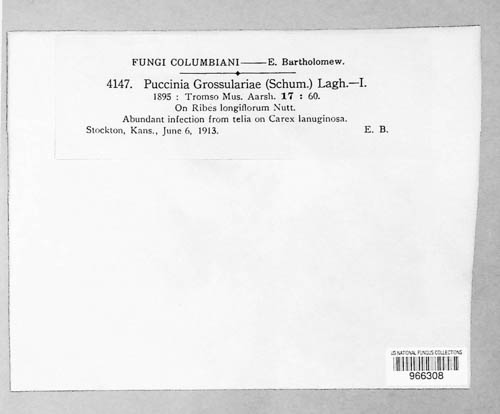 FUNGI COLUMBIANI——E. Bartholomew.
4147. Puccinia Grossulariae (Schum.) Lagh.—I.
1895 : Tromso Mus. Aarsh. 17 : 60.
On Ribes longiflorum Nutt.
Abundant infection from telia on Carex lanuginosa.
Stockton, Kans., June 6, 1913. E. B.
US NATIONAL FUNGUS COLLECTIONS
966308